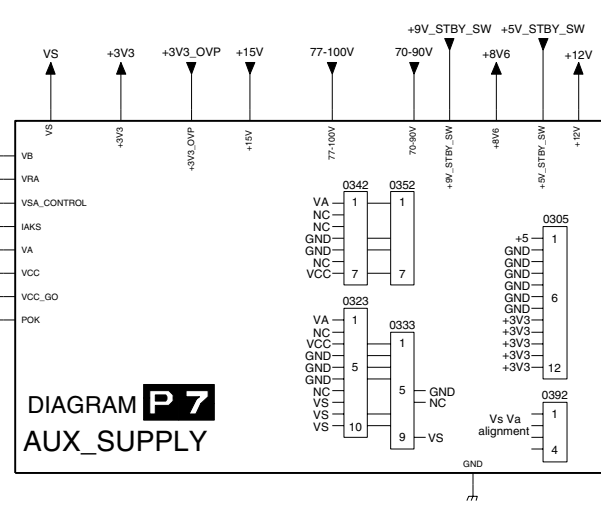 +9V_STBY_SW +5V_STBY_SW
VS +3V3 +3V3_OVP +15V 77-100V 70-90V +8V6 +12V
VS +3V3 +3V3_OVP +15V 77-100V 70-90V +9V_STBY_SW +8V6 +5V_STBY_SW +12V
VB
VRA
VSA_CONTROL
IAKS
VA
VCC
VCC_GO
POK
0342 0352
VA 1 1
NC
NC
GND
GND
NC
VCC 7 7
0305
+5 1
GND
GND
GND
GND
GND 6
GND
+3V3
+3V3
+3V3
+3V3
+3V3 12
0323
VA 1
NC
VCC
GND
GND 5
GND
NC
VS
VS
VS 10
0333
1
5 GND
NC
9 VS
0392
1
Vs Va
alignment
4
DIAGRAM P 7
AUX_SUPPLY
GND